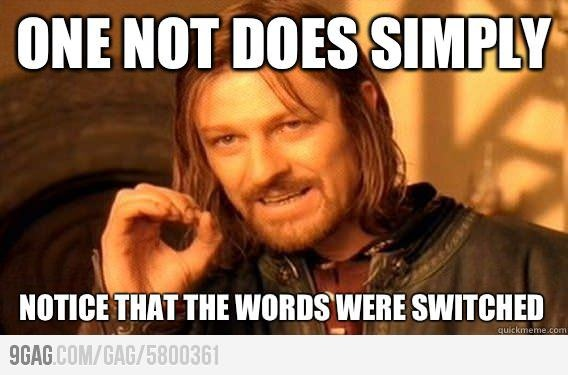 ONE NOT DOES SIMPLY
NOTICE THAT THE WORDS WERE SWITCHED
quickmeme.com
9GAG.COM/GAG/5800361